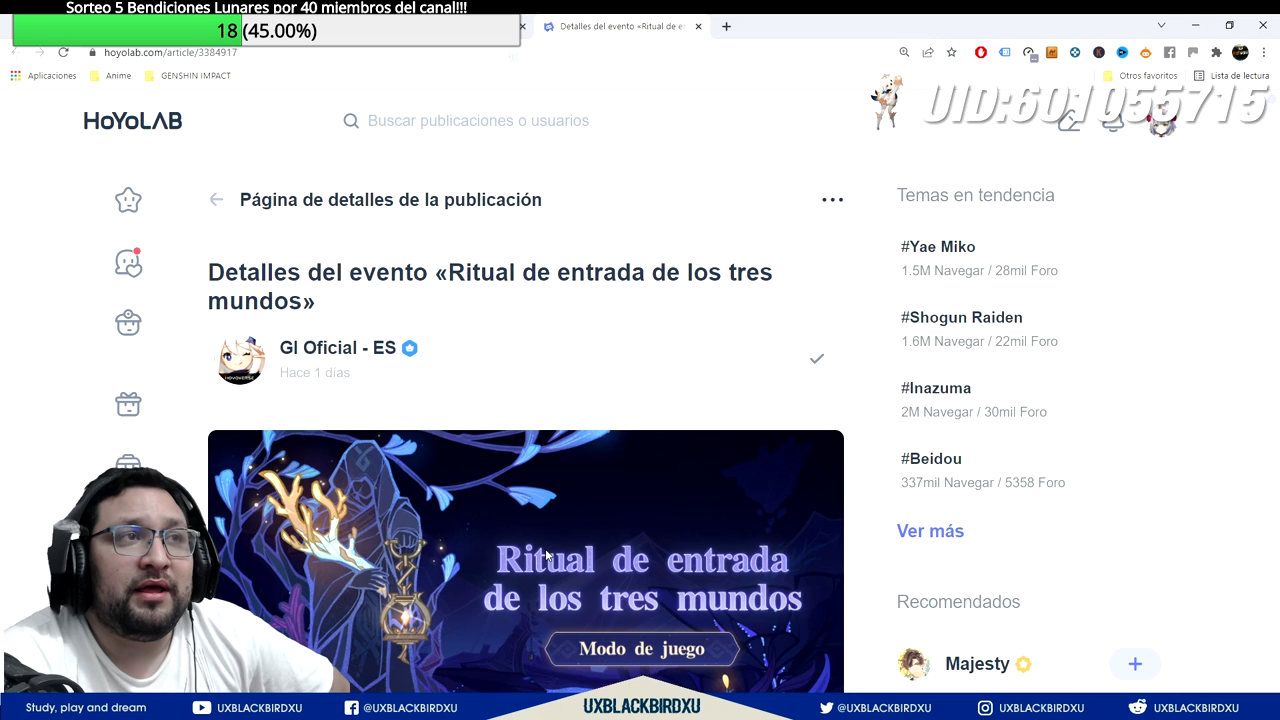 Sorteo 5 Bendiciones Lunares por 40 miembros del canal!!!
18 (45.00%)
Detalles del evento «Ritual de en
hoyolab.com/article/3384917
Aplicaciones
Anime
GENSHIN IMPACT
Otros favoritos
Lista de lectura
HoYoLAB
Buscar publicaciones o usuarios
UID:601055715
Página de detalles de la publicación
Detalles del evento «Ritual de entrada de los tres
mundos»
GI Oficial - ES
Hace 1 días
Ritual de entrada
de los tres mundos
Modo de juego
Temas en tendencia
#Yae Miko
1.5M Navegar / 28mil Foro
#Shogun Raiden
1.6M Navegar / 22mil Foro
#Inazuma
2M Navegar / 30mil Foro
#Beidou
337mil Navegar / 5358 Foro
Ver más
Recomendados
Majesty
Study, play and dream
UXBLACKBIRDXU
@UXBLACKBIRDXU
UXBLACKBIRDXU
@UXBLACKBIRDXU
UXBLACKBIRDXU
UXBLACKBIRDXU